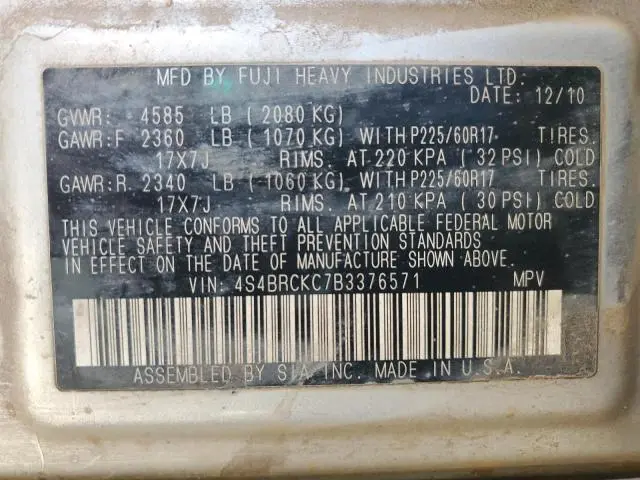 MFD BY FUJI HEAVY INDUSTRIES LTD.
DATE: 12/10
GVWR: 4585 LB ( 2080 KG)
GAWR:F 2360 LB ( 1070 KG) WITH P225/60R17 TIRES.
17X7J RIMS. AT 220 KPA ( 32 PSI) COLD
GAWR:R. 2340 LB ( 1060 KG) WITH P225/60R17 TIRES.
17X7J RIMS. AT 210 KPA ( 30 PSI) COLD
THIS VEHICLE CONFORMS TO ALL APPLICABLE FEDERAL MOTOR
VEHICLE SAFETY AND THEFT PREVENTION STANDARDS
IN EFFECT ON THE DATE OF MANUFACTURE SHOWN ABOVE.
VIN: 4S4BRCKC7B3376571 MPV
ASSEMBLED BY SIA INC. MADE IN U.S.A.